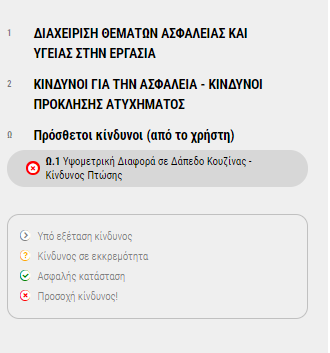 1 ΔΙΑΧΕΙΡΙΣΗ ΘΕΜΑΤΩΝ ΑΣΦΑΛΕΙΑΣ ΚΑΙ
ΥΓΕΙΑΣ ΣΤΗΝ ΕΡΓΑΣΙΑ
2 ΚΙΝΔΥΝΟΙ ΓΙΑ ΤΗΝ ΑΣΦΑΛΕΙΑ - ΚΙΝΔΥΝΟΙ
ΠΡΟΚΛΗΣΗΣ ΑΤΥΧΗΜΑΤΟΣ
Ω Πρόσθετοι κίνδυνοι (από το χρήστη)
Ω.1 Υψομετρική Διαφορά σε Δάπεδο Κουζίνας -
Κίνδυνος Πτώσης
Υπό εξέταση κίνδυνος
Κίνδυνος σε εκκρεμότητα
Ασφαλής κατάσταση
Προσοχή κίνδυνος!